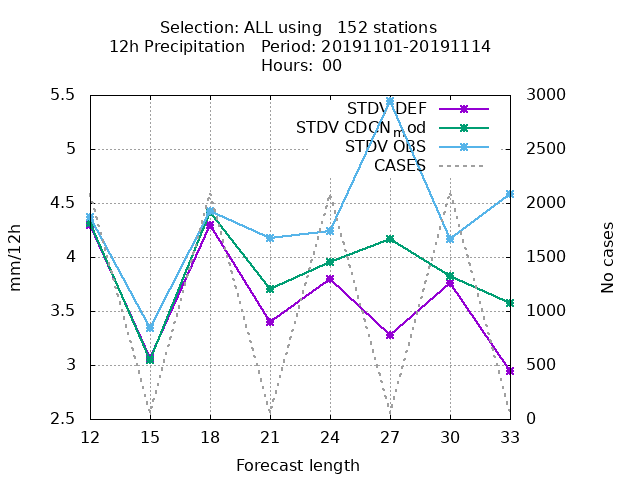 Selection: ALL using   152 stations
12h Precipitation   Period: 20191101-20191114
Hours:  00
5.5
5
4.5
4
3.5
3
2.5
3000
2500
2000
1500
1000
500
0
mm/12h
No cases
STDV DEF
STDV CDCN_mod
STDV OBS
CASES
12 15 18 21 24 27 30 33
Forecast length